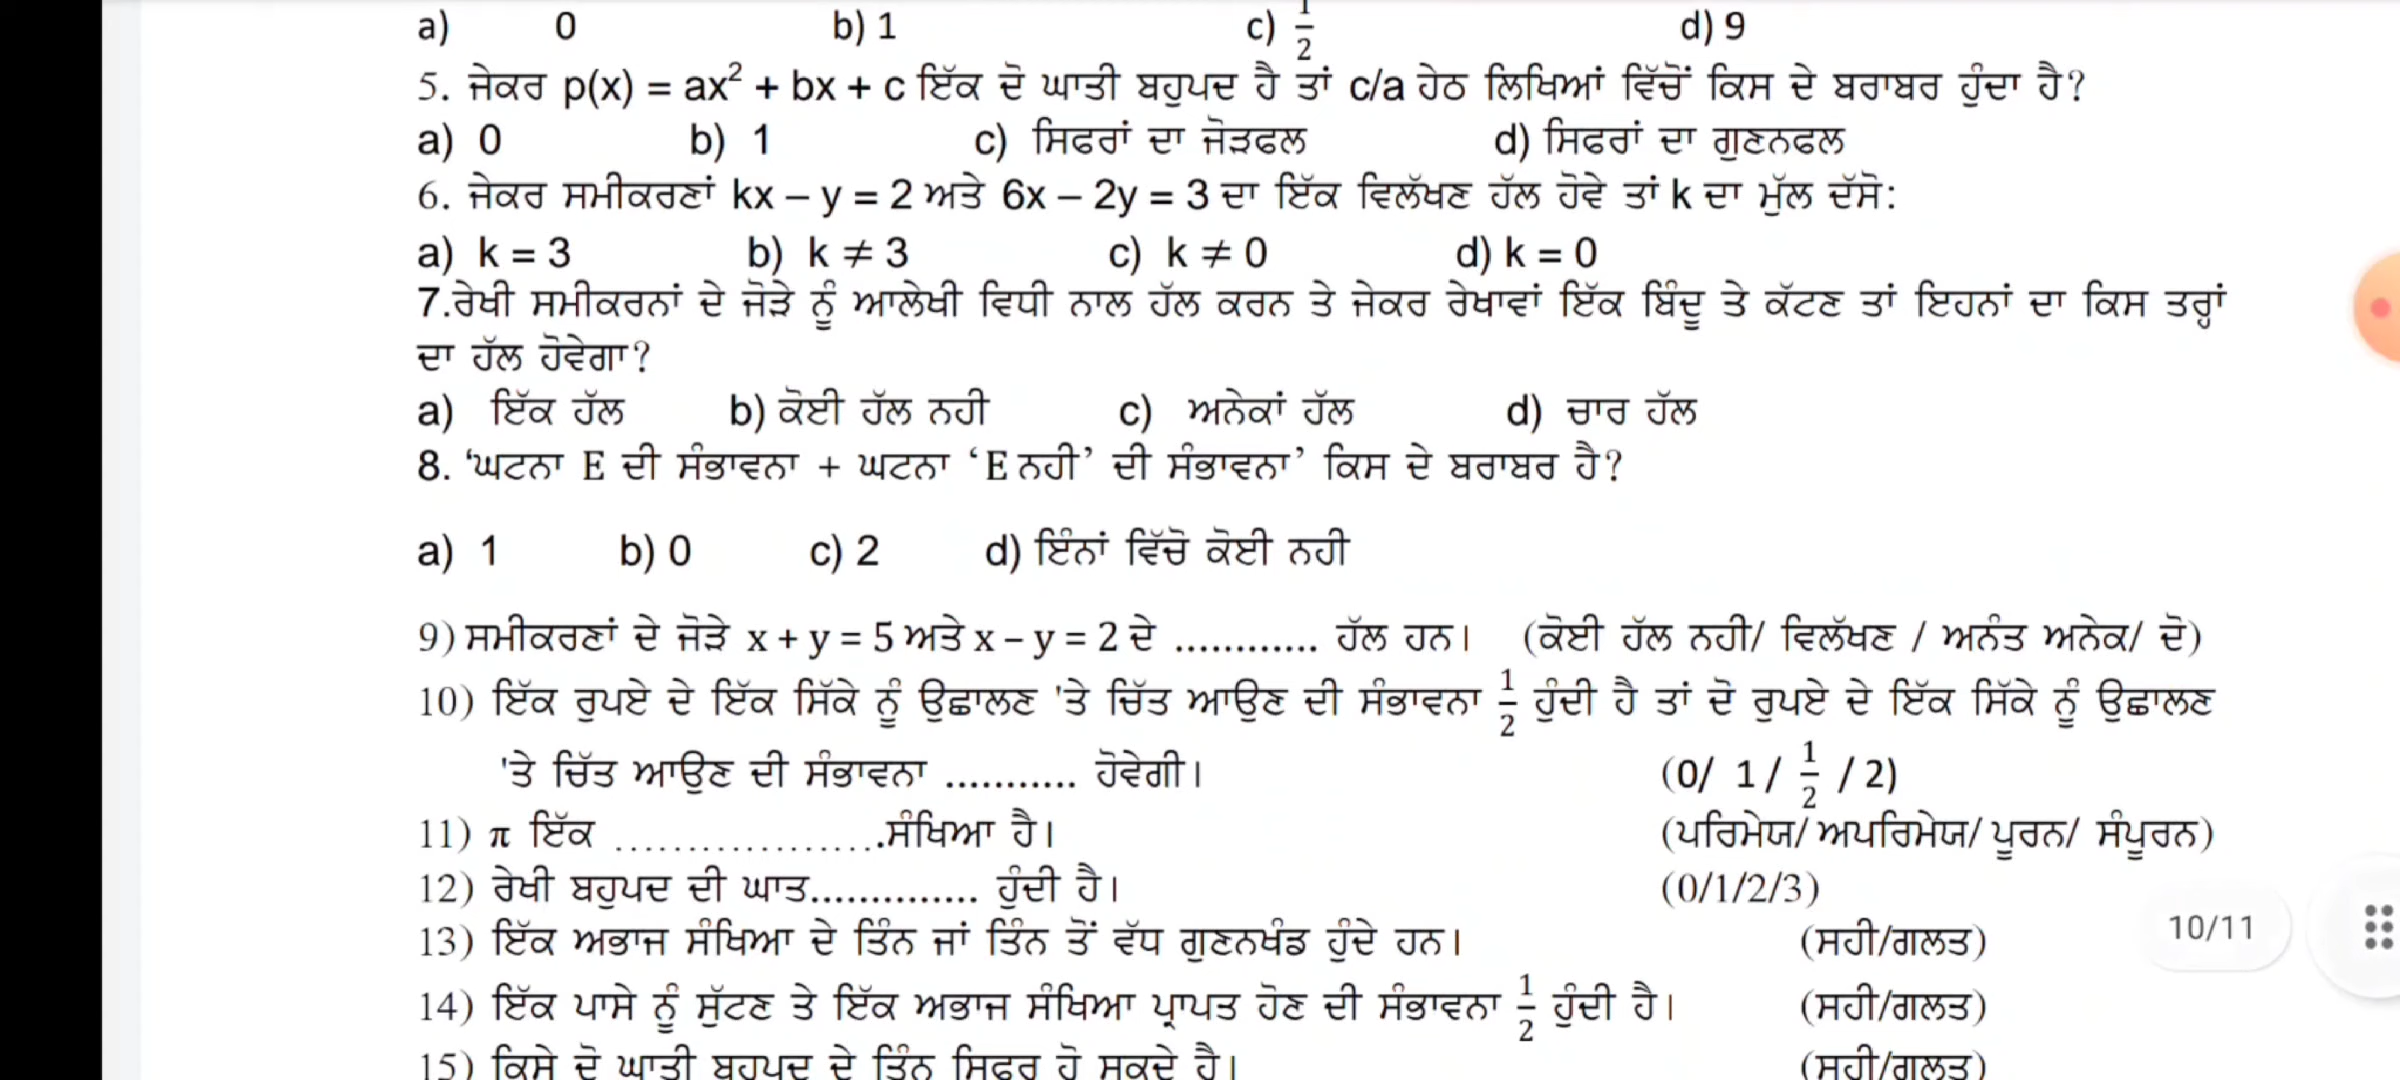 a) 0 b) 1 c) 1/2 d) 9
5. ਜੇਕਰ p(x) = ax² + bx + c ਇੱਕ ਦੋ ਘਾਤੀ ਬਹੁਪਦ ਹੈ ਤਾਂ c/a ਹੇਠ ਲਿਖਿਆਂ ਵਿੱਚੋਂ ਕਿਸ ਦੇ ਬਰਾਬਰ ਹੁੰਦਾ ਹੈ?
a) 0 b) 1 c) ਸਿਫਰਾਂ ਦਾ ਜੋੜਫਲ d) ਸਿਫਰਾਂ ਦਾ ਗੁਣਨਫਲ
6. ਜੇਕਰ ਸਮੀਕਰਣਾਂ kx – y = 2 ਅਤੇ 6x – 2y = 3 ਦਾ ਇੱਕ ਵਿਲੱਖਣ ਹੱਲ ਹੋਵੇ ਤਾਂ k ਦਾ ਮੁੱਲ ਦੱਸੋ:
a) k = 3 b) k ≠ 3 c) k ≠ 0 d) k = 0
7.ਰੇਖੀ ਸਮੀਕਰਨਾਂ ਦੇ ਜੋੜੇ ਨੂੰ ਆਲੇਖੀ ਵਿਧੀ ਨਾਲ ਹੱਲ ਕਰਨ ਤੇ ਜੇਕਰ ਰੇਖਾਵਾਂ ਇੱਕ ਬਿੰਦੂ ਤੇ ਕੱਟਣ ਤਾਂ ਇਹਨਾਂ ਦਾ ਕਿਸ ਤਰ੍ਹਾਂ
ਦਾ ਹੱਲ ਹੋਵੇਗਾ?
a) ਇੱਕ ਹੱਲ b) ਕੋਈ ਹੱਲ ਨਹੀ c) ਅਨੇਕਾਂ ਹੱਲ d) ਚਾਰ ਹੱਲ
8. ‘ਘਟਨਾ E ਦੀ ਸੰਭਾਵਨਾ + ਘਟਨਾ ‘E ਨਹੀ’ ਦੀ ਸੰਭਾਵਨਾ’ ਕਿਸ ਦੇ ਬਰਾਬਰ ਹੈ?
a) 1 b) 0 c) 2 d) ਇੰਨਾਂ ਵਿੱਚੋ ਕੋਈ ਨਹੀ
9) ਸਮੀਕਰਣਾਂ ਦੇ ਜੋੜੇ x + y = 5 ਅਤੇ x – y = 2 ਦੇ ............ ਹੱਲ ਹਨ। (ਕੋਈ ਹੱਲ ਨਹੀ/ ਵਿਲੱਖਣ / ਅਨੰਤ ਅਨੇਕ/ ਦੋ)
10) ਇੱਕ ਰੁਪਏ ਦੇ ਇੱਕ ਸਿੱਕੇ ਨੂੰ ਉਛਾਲਣ 'ਤੇ ਚਿੱਤ ਆਉਣ ਦੀ ਸੰਭਾਵਨਾ 1/2 ਹੁੰਦੀ ਹੈ ਤਾਂ ਦੋ ਰੁਪਏ ਦੇ ਇੱਕ ਸਿੱਕੇ ਨੂੰ ਉਛਾਲਣ
'ਤੇ ਚਿੱਤ ਆਉਣ ਦੀ ਸੰਭਾਵਨਾ ........... ਹੋਵੇਗੀ। (0/ 1 / 1/2 / 2)
11) π ਇੱਕ ....................ਸੰਖਿਆ ਹੈ। (ਪਰਿਮੇਯ/ ਅਪਰਿਮੇਯ/ ਪੂਰਨ/ ਸੰਪੂਰਨ)
12) ਰੇਖੀ ਬਹੁਪਦ ਦੀ ਘਾਤ.............. ਹੁੰਦੀ ਹੈ। (0/1/2/3)
13) ਇੱਕ ਅਭਾਜ ਸੰਖਿਆ ਦੇ ਤਿੰਨ ਜਾਂ ਤਿੰਨ ਤੋਂ ਵੱਧ ਗੁਣਨਖੰਡ ਹੁੰਦੇ ਹਨ। (ਸਹੀ/ਗਲਤ)
10/11
14) ਇੱਕ ਪਾਸੇ ਨੂੰ ਸੁੱਟਣ ਤੇ ਇੱਕ ਅਭਾਜ ਸੰਖਿਆ ਪ੍ਰਾਪਤ ਹੋਣ ਦੀ ਸੰਭਾਵਨਾ 1/2 ਹੁੰਦੀ ਹੈ। (ਸਹੀ/ਗਲਤ)
15) ਕਿਸੇ ਦੋ ਘਾਤੀ ਬਹੁਪਦ ਦੇ ਤਿੰਨ ਸਿਫਰ ਹੋ ਸਕਦੇ ਹੈ। (ਸਹੀ/ਗਲਤ)